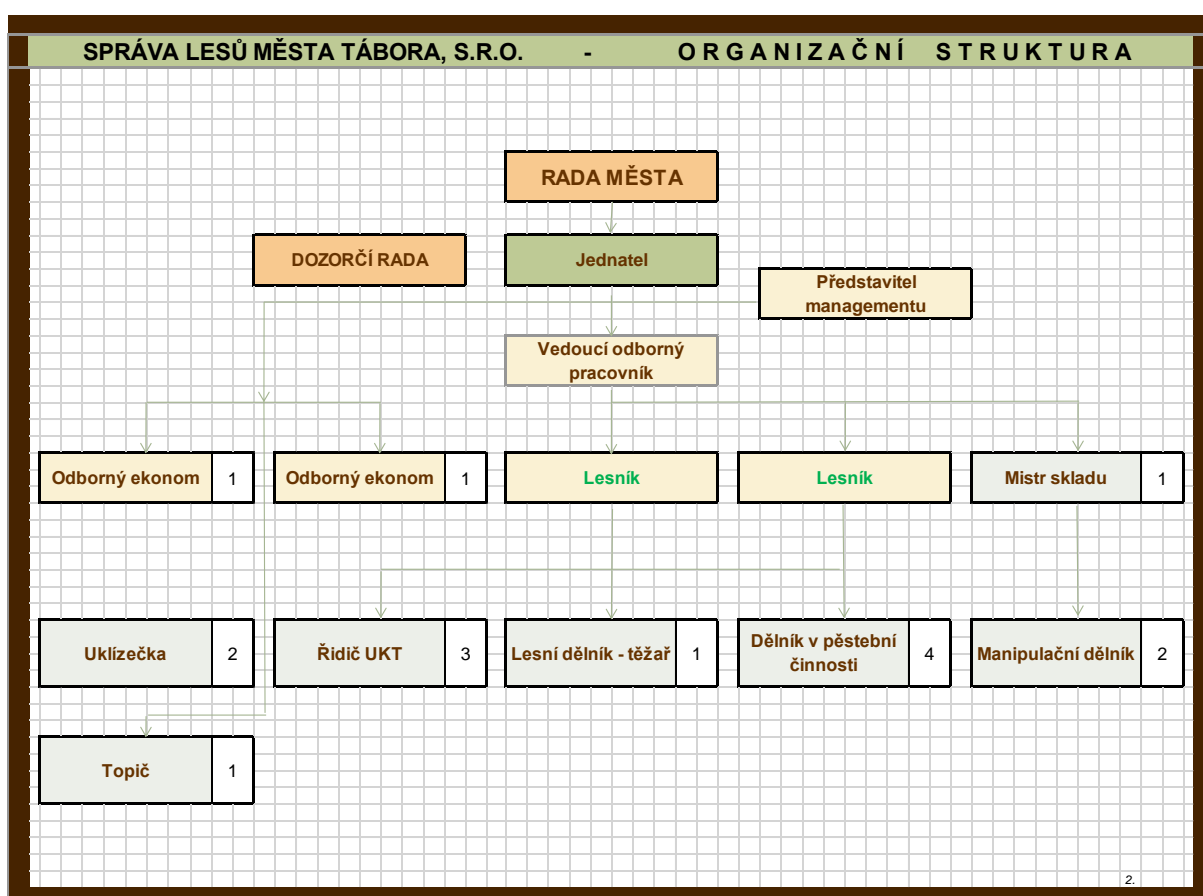 SPRÁVA LESŮ MĚSTA TÁBORA, S.R.O. - ORGANIZAČNÍ STRUKTURA
RADA MĚSTA
DOZORČÍ RADA
Jednatel
Představitel
managementu
Vedoucí odborný
pracovník
Odborný ekonom 1
Odborný ekonom 1
Lesník
Lesník
Mistr skladu 1
Uklízečka 2
Řidič UKT 3
Lesní dělník - těžař 1
Dělník v pěstební
činnosti 4
Manipulační dělník 2
Topič 1
2.